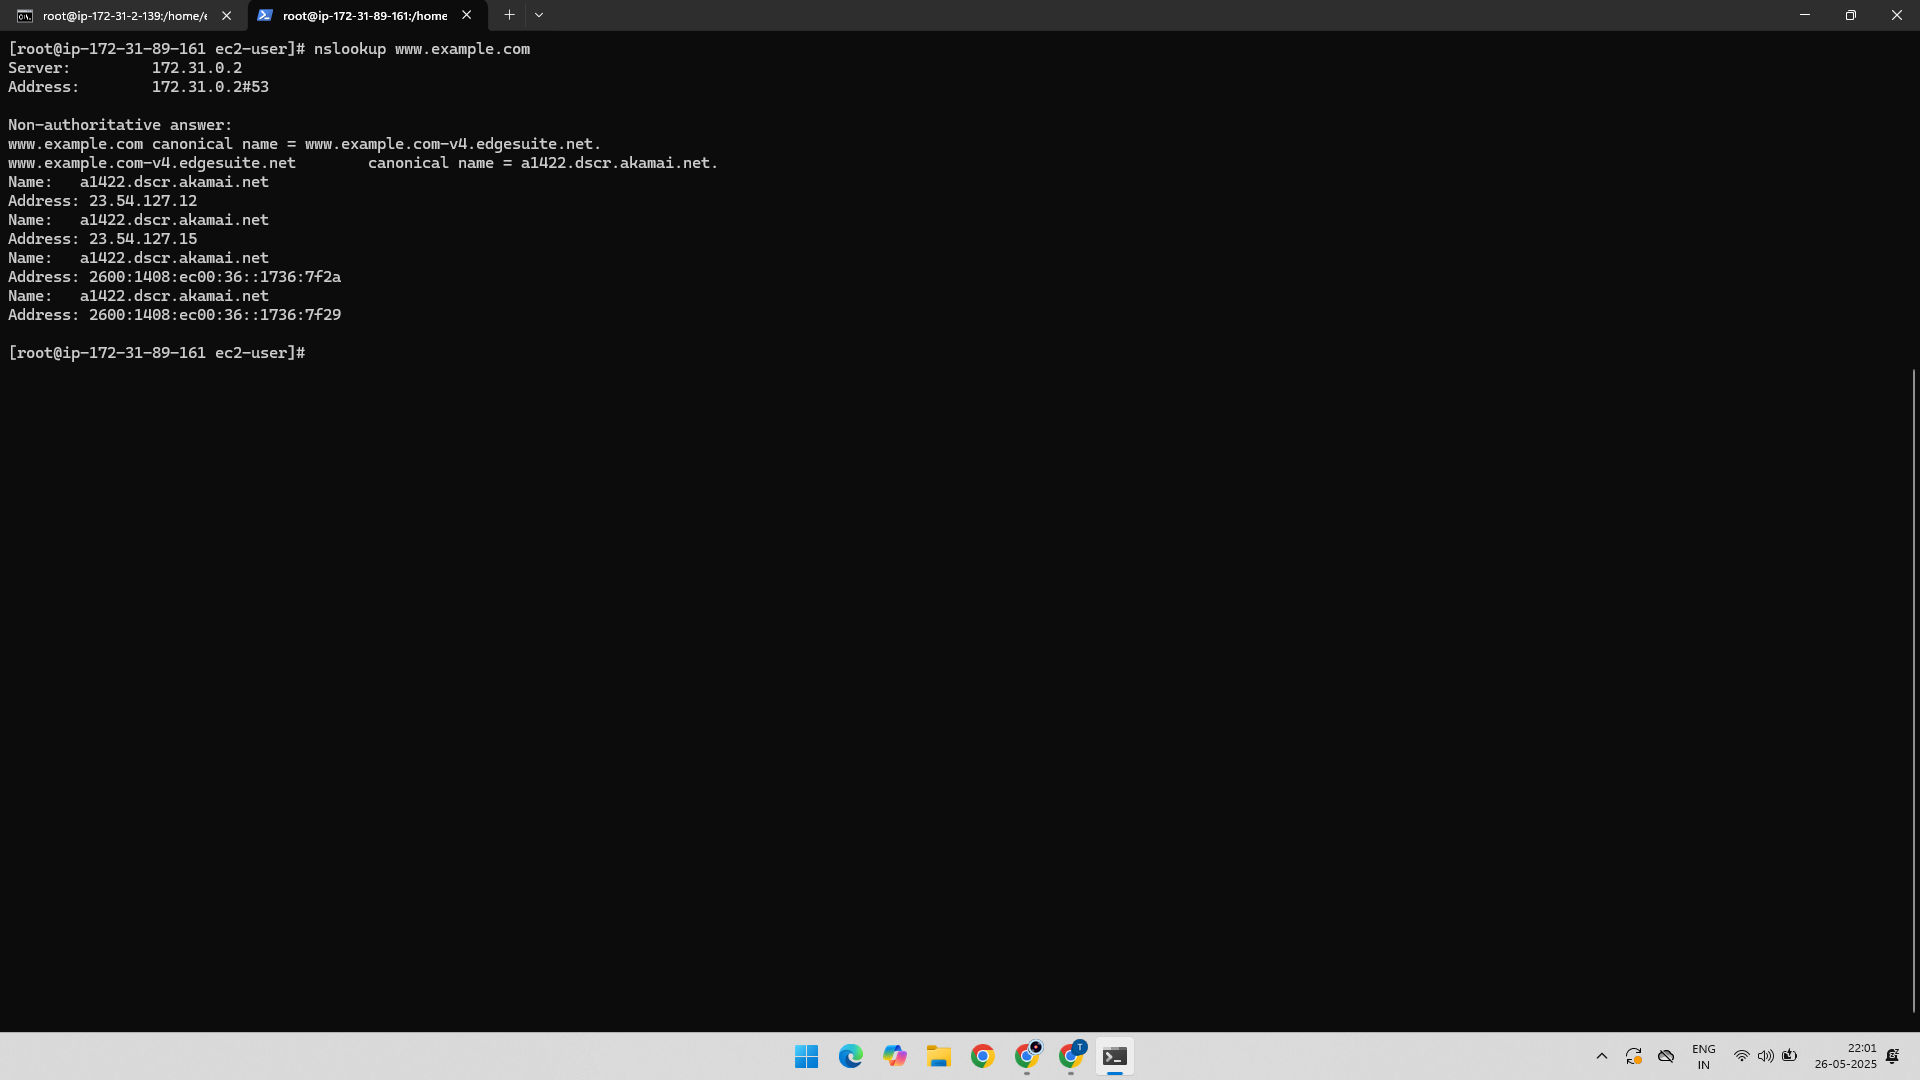 root@ip-172-31-2-139:/home/e
root@ip-172-31-89-161:/home
[root@ip-172-31-89-161 ec2-user]# nslookup www.example.com
Server:         172.31.0.2
Address:        172.31.0.2#53
Non-authoritative answer:
www.example.com canonical name = www.example.com-v4.edgesuite.net.
www.example.com-v4.edgesuite.net        canonical name = a1422.dscr.akamai.net.
Name:   a1422.dscr.akamai.net
Address: 23.54.127.12
Name:   a1422.dscr.akamai.net
Address: 23.54.127.15
Name:   a1422.dscr.akamai.net
Address: 2600:1408:ec00:36::1736:7f2a
Name:   a1422.dscr.akamai.net
Address: 2600:1408:ec00:36::1736:7f29
[root@ip-172-31-89-161 ec2-user]#
T
ENG
IN
22:01
26-05-2025